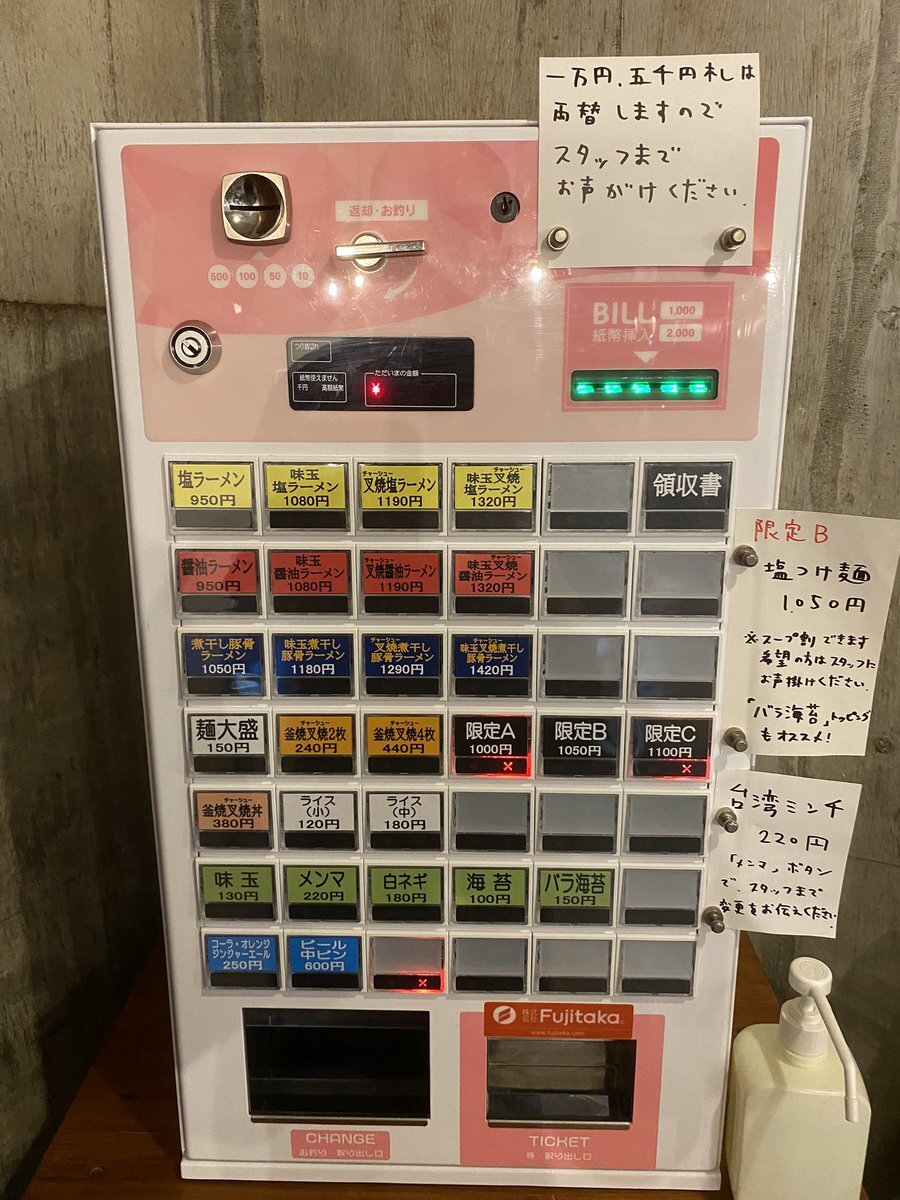 一万円、五千円札は
両替しますので
スタッフまで
お声がけください.
返却・お釣り
500 100 50 10
BILL 1,000
紙幣挿入 2,000
つり銭切れ
紙幣使えません
千円 高額紙幣
ただいまの金額
¥
塩ラーメン
950円
味玉
塩ラーメン
1080円
チャーシュー
叉焼塩ラーメン
1190円
チャーシュー
味玉叉焼
塩ラーメン
1320円
領収書
醤油ラーメン
950円
味玉
醤油ラーメン
1080円
チャーシュー
叉焼醤油ラーメン
1190円
チャーシュー
味玉叉焼
醤油ラーメン
1320円
煮干し豚骨
ラーメン
1050円
味玉煮干し
豚骨ラーメン
1180円
チャーシュー
叉焼煮干し
豚骨ラーメン
1290円
チャーシュー
味玉叉焼煮干し
豚骨ラーメン
1420円
麺大盛
150円
チャーシュー
釜焼叉焼2枚
240円
チャーシュー
釜焼叉焼4枚
440円
限定A
1000円
限定B
1050円
限定C
1100円
チャーシュー
釜焼叉焼丼
380円
ライス
(小)
120円
ライス
(中)
180円
味玉
130円
メンマ
220円
白ネギ
180円
海苔
100円
バラ海苔
150円
コーラ・オレンジ
ジンジャーエール
250円
ビール
中ビン
600円
限定B
塩つけ麺
1.050円
※スープ割できます
希望の方はスタッフに
お声掛けください.
「バラ海苔」トッピング
もオススメ!
台湾ミンチ
220円
「メンマ」ボタン
で、スタッフまで
変更をお伝えください
株式会社 Fujitaka
www.fujitaka.com
CHANGE
お釣り 取り出し口
TICKET
券・取り出し口